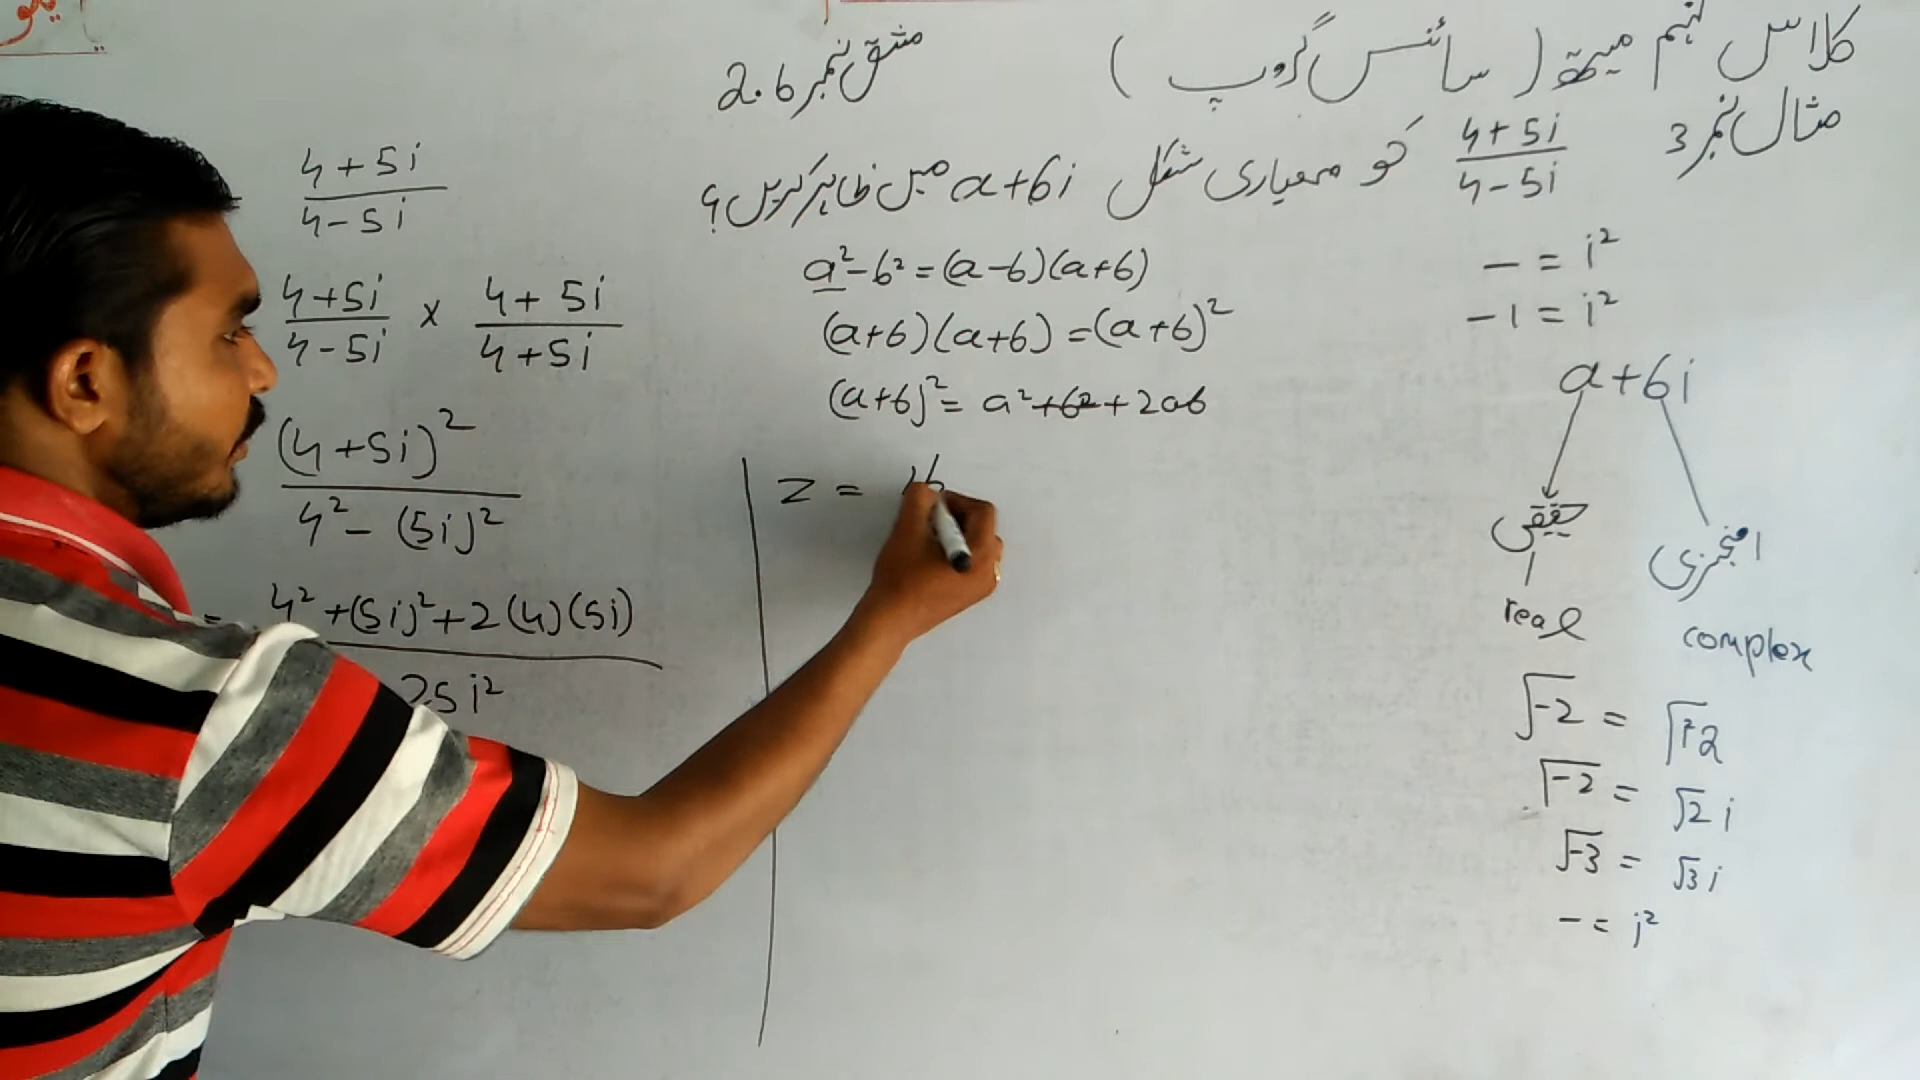 کلاس نہم میتھ (سائنس گروپ)
مشق نمبر 2.6
مثال نمبر 3
4+5i / 4-5i کو معیاری شکل a+bi میں ظاہر کریں؟
4+5i / 4-5i
4+5i / 4-5i × 4+5i / 4+5i
(4+5i)² / 4² - (5i)²
= 4² + (5i)² + 2(4)(5i)
25i²
a² - b² = (a-b)(a+b)
(a+b)(a+b) = (a+b)²
(a+b)² = a² + b² + 2ab
z = 16
- = i²
-1 = i²
a+bi
حقیقی
امیجنری
real
complex
√-2 = √i²2
√-2 = √2 i
√-3 = √3 i
- = i²